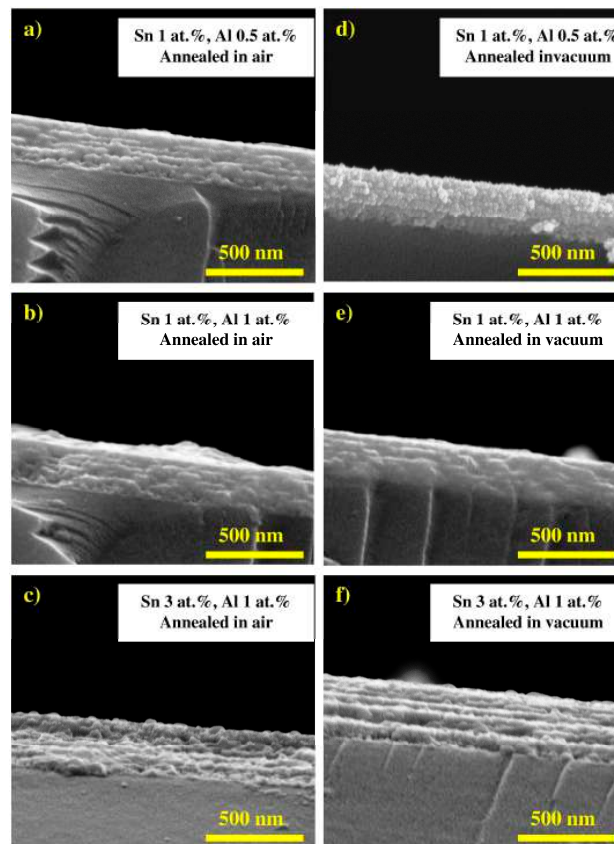 a)
Sn 1 at.%, Al 0.5 at.%
Annealed in air
500 nm
d)
Sn 1 at.%, Al 0.5 at.%
Annealed invacuum
500 nm
b)
Sn 1 at.%, Al 1 at.%
Annealed in air
500 nm
e)
Sn 1 at.%, Al 1 at.%
Annealed in vacuum
500 nm
c)
Sn 3 at.%, Al 1 at.%
Annealed in air
500 nm
f)
Sn 3 at.%, Al 1 at.%
Annealed in vacuum
500 nm